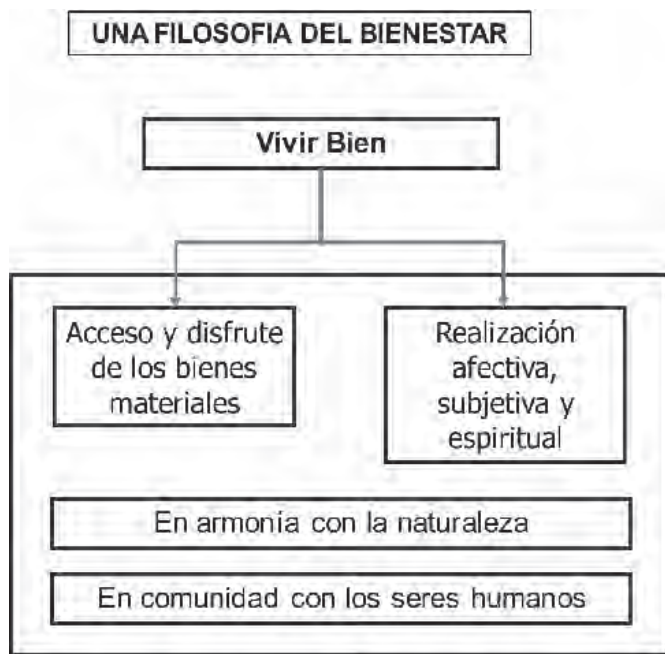 UNA FILOSOFIA DEL BIENESTAR
Vivir Bien
Acceso y disfrute
de los bienes
materiales
Realización
afectiva,
subjetiva y
espiritual
En armonía con la naturaleza
En comunidad con los seres humanos